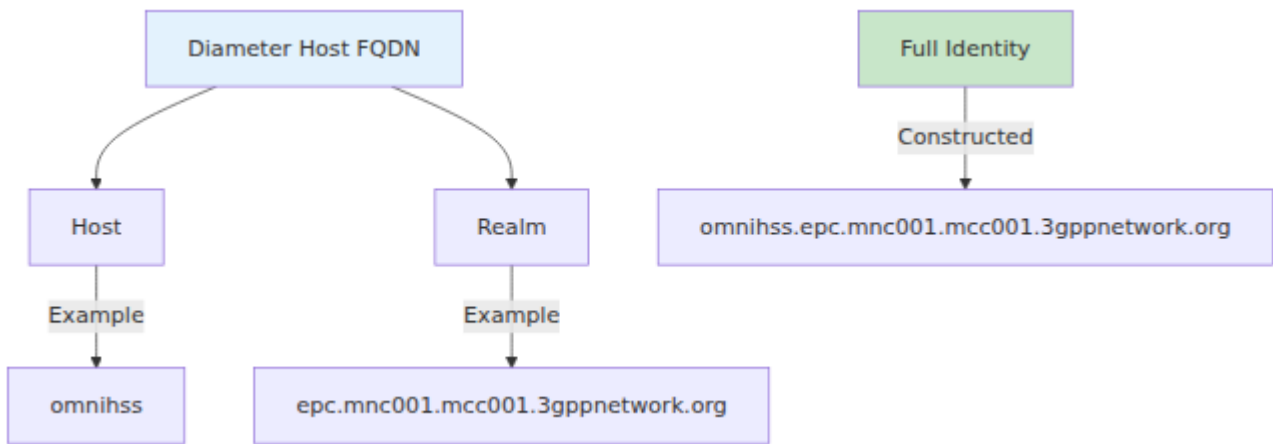 Diameter Host FQDN
Full Identity
Constructed
Host
Realm
omnihss.epc.mnc001.mcc001.3gppnetwork.org
Example
Example
omnihss
epc.mnc001.mcc001.3gppnetwork.org